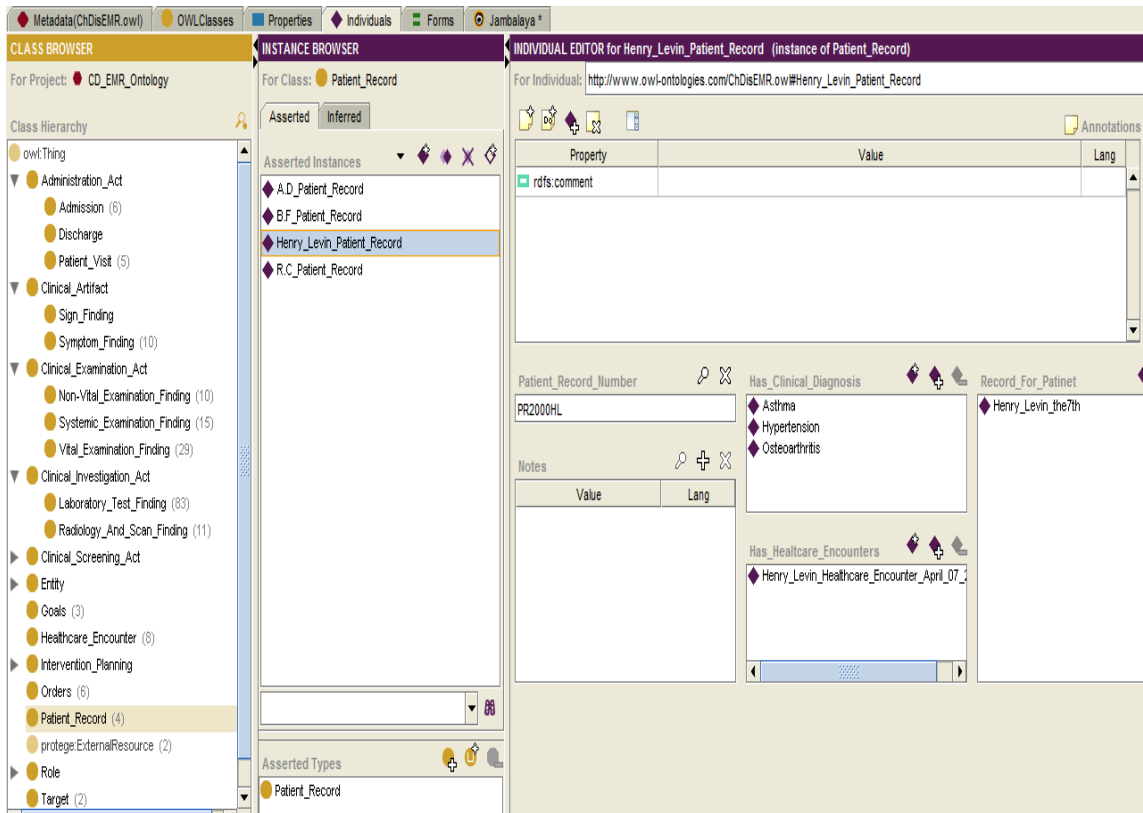 Metadata(ChDisEMR.owl) OWLClasses Properties Individuals Forms Jambalaya *
CLASS BROWSER
For Project: CD_EMR_Ontology
Class Hierarchy
owl:Thing
Administration_Act
Admission (6)
Discharge
Patient_Visit (5)
Clinical_Artifact
Sign_Finding
Symptom_Finding (10)
Clinical_Examination_Act
Non-Vital_Examination_Finding (10)
Systemic_Examination_Finding (15)
Vital_Examination_Finding (29)
Clinical_Investigation_Act
Laboratory_Test_Finding (83)
Radiology_And_Scan_Finding (11)
Clinical_Screening_Act
Entity
Goals (3)
Healthcare_Encounter (8)
Intervention_Planning
Orders (6)
Patient_Record (4)
protege:ExternalResource (2)
Role
Target (2)
INSTANCE BROWSER
For Class: Patient_Record
Asserted Inferred
Asserted Instances
A.D_Patient_Record
B.F_Patient_Record
Henry_Levin_Patient_Record
R.C_Patient_Record
Asserted Types
Patient_Record
INDIVIDUAL EDITOR for Henry_Levin_Patient_Record (instance of Patient_Record)
For Individual: http://www.owl-ontologies.com/ChDisEMR.owl#Henry_Levin_Patient_Record
Annotations
Property Value Lang
rdfs:comment
Patient_Record_Number
PR2000HL
Notes
Value Lang
Has_Clinical_Diagnosis
Asthma
Hypertension
Osteoarthritis
Has_Healtcare_Encounters
Henry_Levin_Healthcare_Encounter_April_07_2
Record_For_Patinet
Henry_Levin_the7th